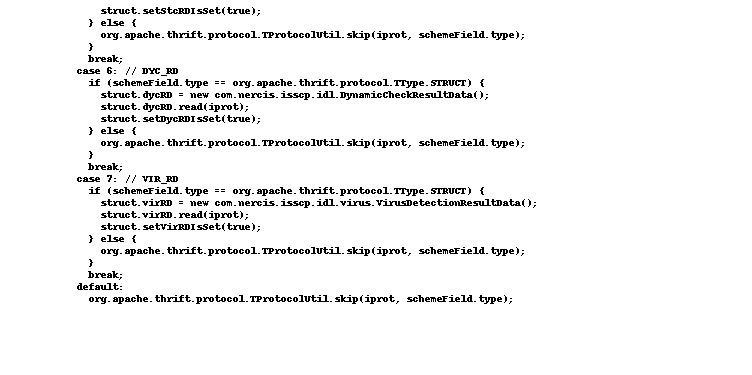 struct.setStcRDIsSet(true);
} else {
org.apache.thrift.protocol.TProtocolUtil.skip(iprot, schemeField.type);
}
break;
case 6: // DYC_RD
if (schemeField.type == org.apache.thrift.protocol.TType.STRUCT) {
struct.dycRD = new com.nercis.isscp.idl.DynamicCheckResultData();
struct.dycRD.read(iprot);
struct.setDycRDIsSet(true);
} else {
org.apache.thrift.protocol.TProtocolUtil.skip(iprot, schemeField.type);
}
break;
case 7: // VIR_RD
if (schemeField.type == org.apache.thrift.protocol.TType.STRUCT) {
struct.virRD = new com.nercis.isscp.idl.virus.VirusDetectionResultData();
struct.virRD.read(iprot);
struct.setVirRDIsSet(true);
} else {
org.apache.thrift.protocol.TProtocolUtil.skip(iprot, schemeField.type);
}
break;
default:
org.apache.thrift.protocol.TProtocolUtil.skip(iprot, schemeField.type);